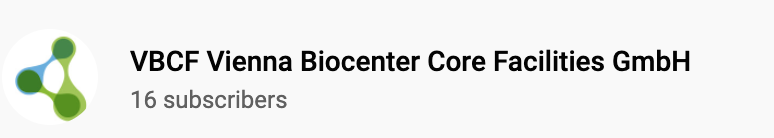 VBCF Vienna Biocenter Core Facilities GmbH
16 subscribers